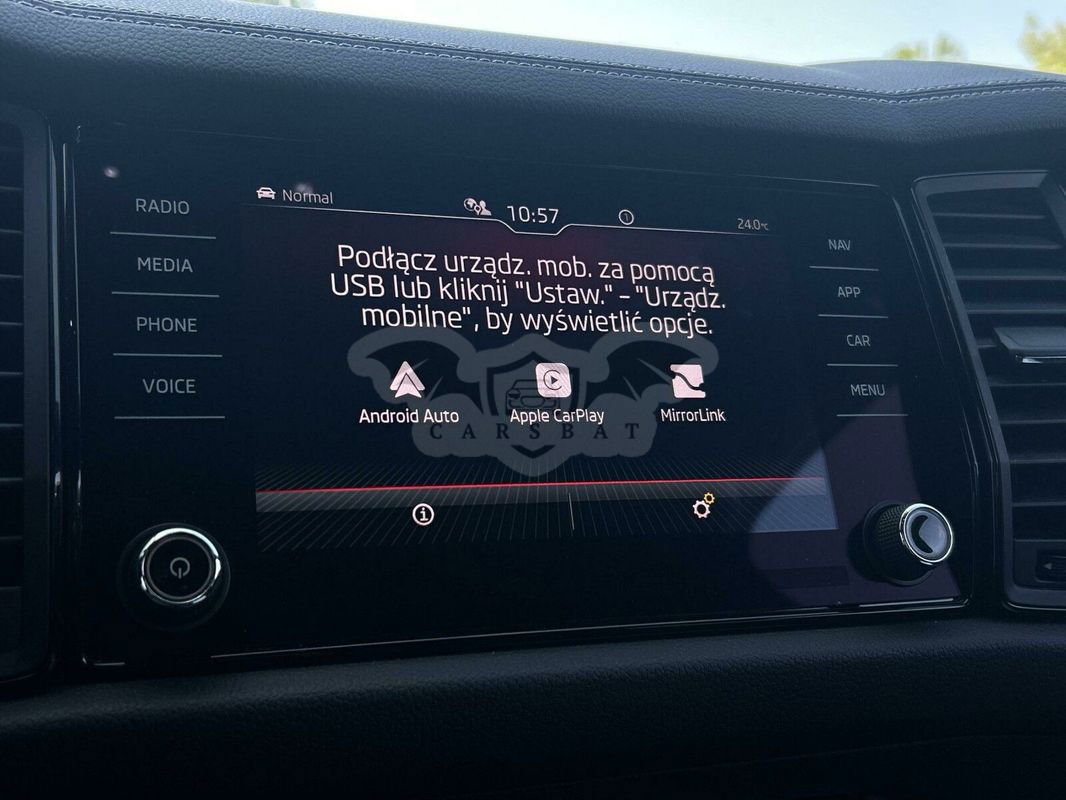 RADIO
MEDIA
PHONE
VOICE
Normal
10:57
24.0°C
Podłącz urządz. mob. za pomocą
USB lub kliknij "Ustaw." - "Urządz.
mobilne", by wyświetlić opcje.
Android Auto
Apple CarPlay
MirrorLink
CARSBAT
NAV
APP
CAR
MENU